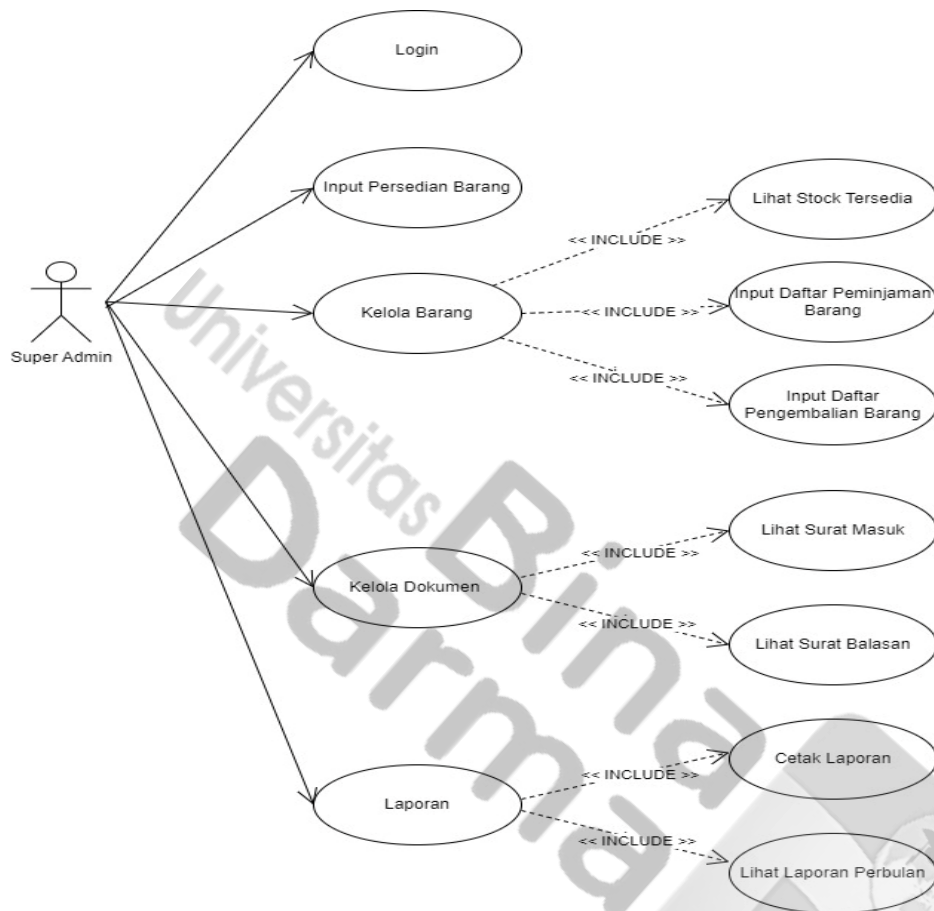 Login
Input Persedian Barang
Lihat Stock Tersedia
<< INCLUDE >>
Super Admin
Kelola Barang
<< INCLUDE >>
Input Daftar Peminjaman
Barang
<< INCLUDE >>
Input Daftar
Pengembalian Barang
Kelola Dokumen
<< INCLUDE >>
Lihat Surat Masuk
<< INCLUDE >>
Lihat Surat Balasan
Laporan
<< INCLUDE >>
Cetak Laporan
<< INCLUDE >>
Lihat Laporan Perbulan
Universitas
Bina
Darma